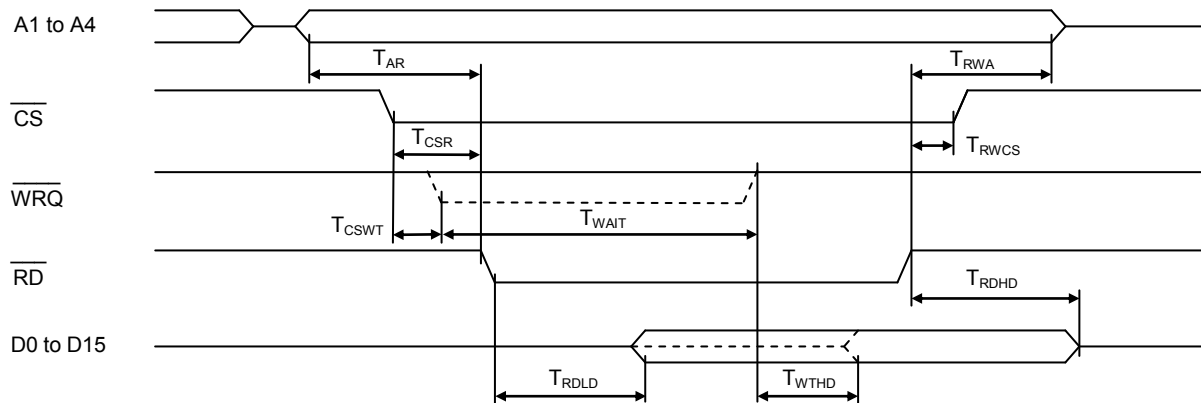 A1 to A4
T_AR
T_RWA
CS
T_CSR
T_RWCS
WRQ
T_CSWT
T_WAIT
RD
T_RDHD
D0 to D15
T_RDLD
T_WTHD